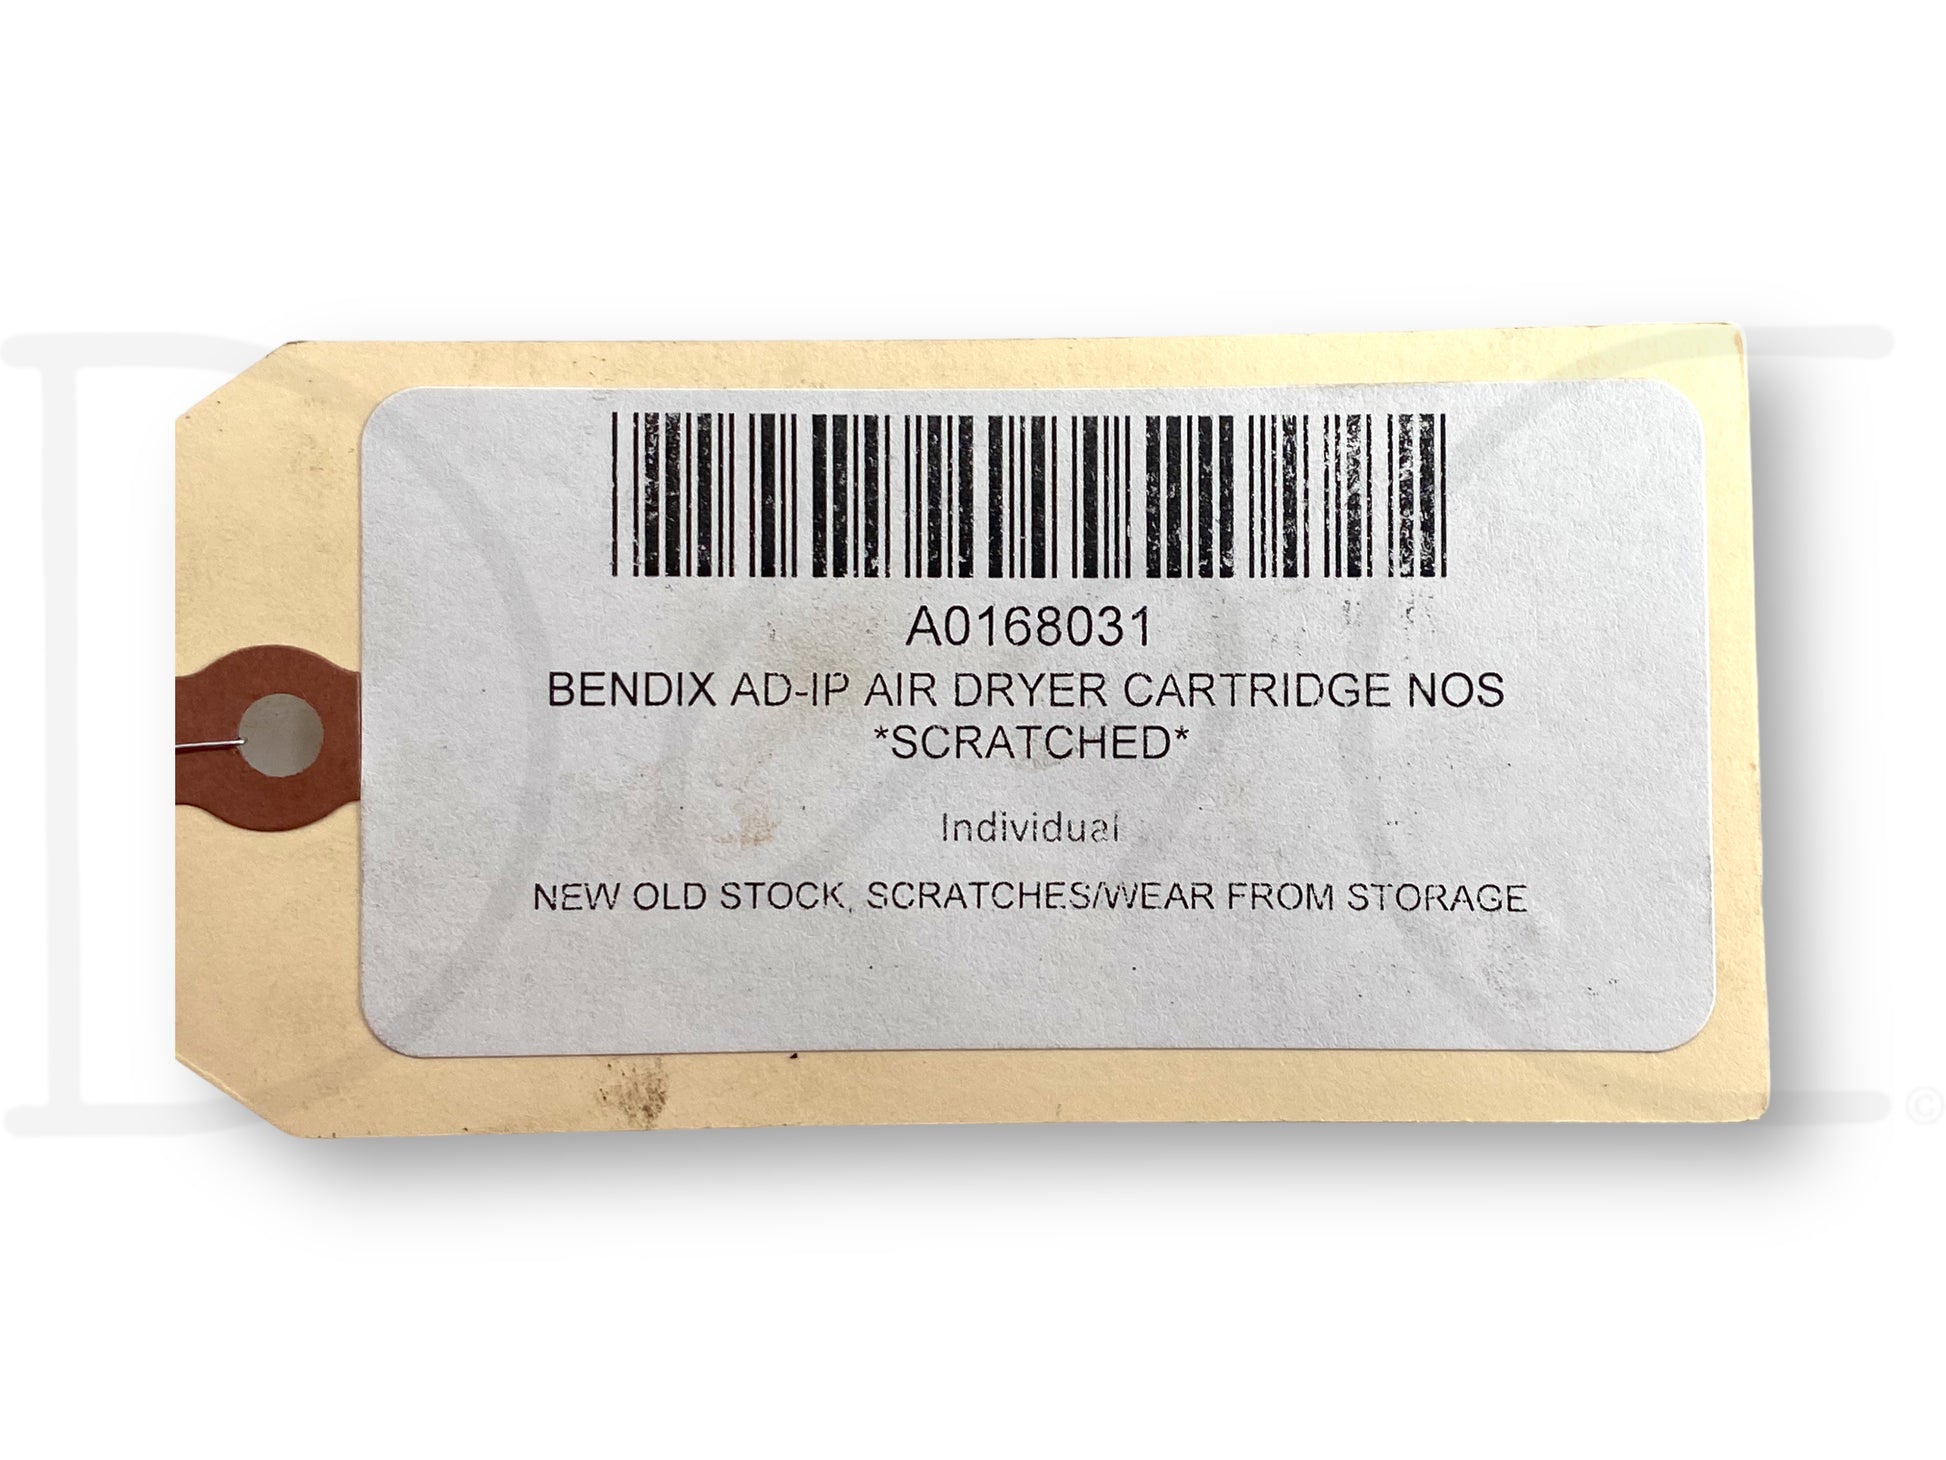 A0168031
BENDIX AD-IP AIR DRYER CARTRIDGE NOS
*SCRATCHED*
Individual
NEW OLD STOCK, SCRATCHES/WEAR FROM STORAGE
©